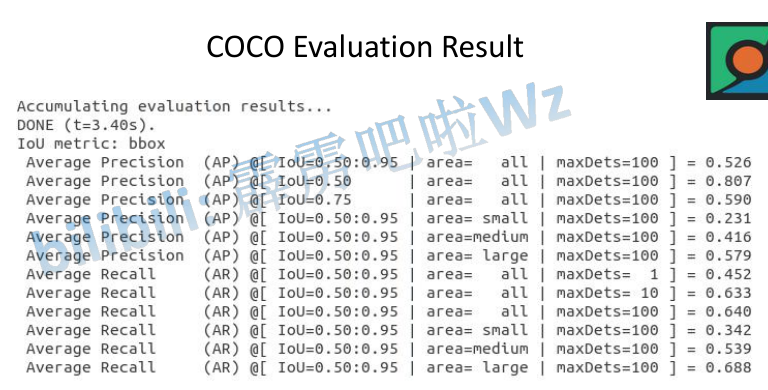 COCO Evaluation Result
Accumulating evaluation results...
DONE (t=3.40s).
IoU metric: bbox
Average Precision  (AP) @[ IoU=0.50:0.95 | area=   all | maxDets=100 ] = 0.526
Average Precision  (AP) @[ IoU=0.50      | area=   all | maxDets=100 ] = 0.807
Average Precision  (AP) @[ IoU=0.75      | area=   all | maxDets=100 ] = 0.590
Average Precision  (AP) @[ IoU=0.50:0.95 | area= small | maxDets=100 ] = 0.231
Average Precision  (AP) @[ IoU=0.50:0.95 | area=medium | maxDets=100 ] = 0.416
Average Precision  (AP) @[ IoU=0.50:0.95 | area= large | maxDets=100 ] = 0.579
Average Recall     (AR) @[ IoU=0.50:0.95 | area=   all | maxDets=  1 ] = 0.452
Average Recall     (AR) @[ IoU=0.50:0.95 | area=   all | maxDets= 10 ] = 0.633
Average Recall     (AR) @[ IoU=0.50:0.95 | area=   all | maxDets=100 ] = 0.640
Average Recall     (AR) @[ IoU=0.50:0.95 | area= small | maxDets=100 ] = 0.342
Average Recall     (AR) @[ IoU=0.50:0.95 | area=medium | maxDets=100 ] = 0.539
Average Recall     (AR) @[ IoU=0.50:0.95 | area= large | maxDets=100 ] = 0.688
bilibili: 霹雳吧啦Wz